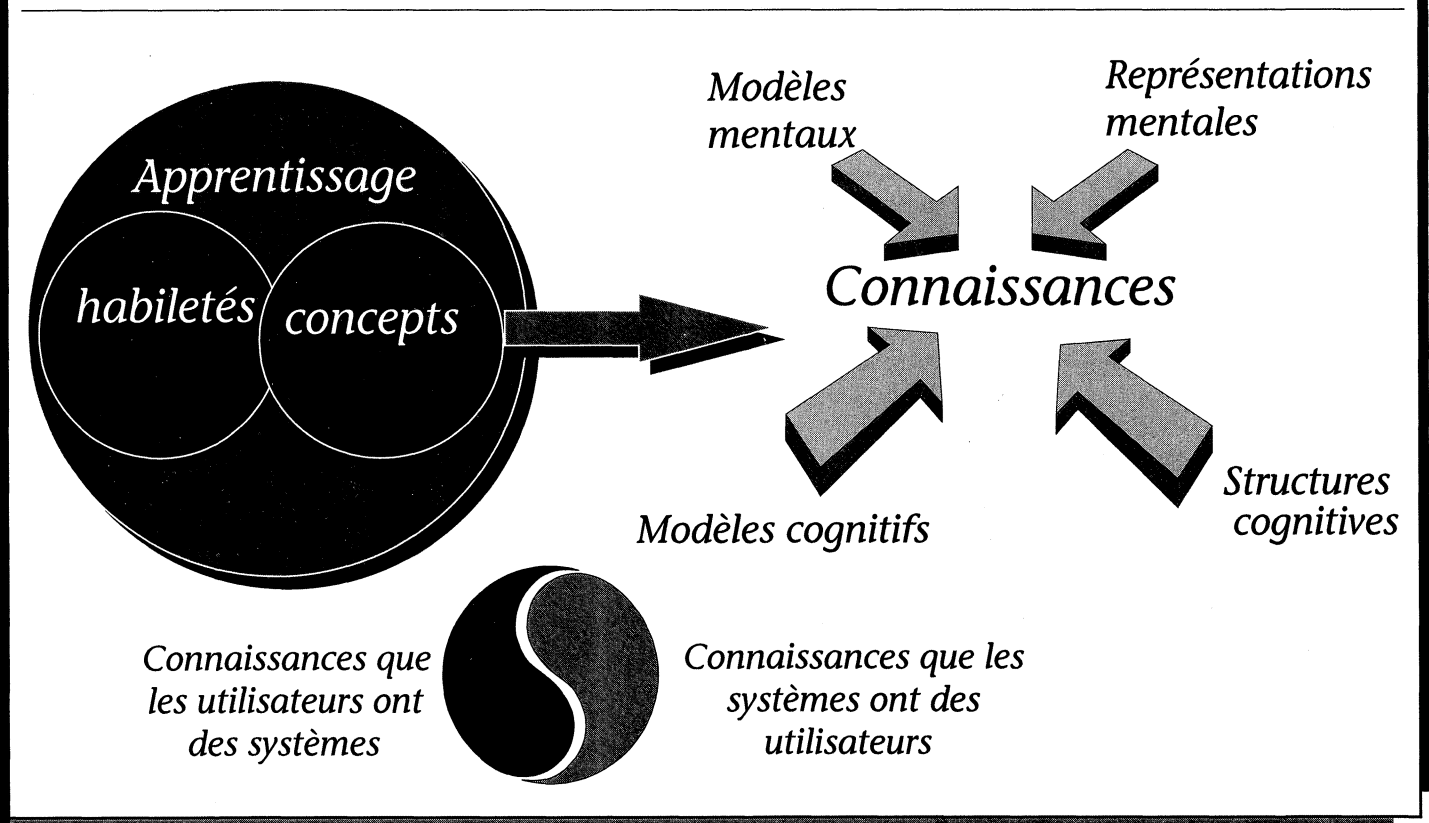 Modèles
mentaux
Représentations
mentales
Apprentissage
habiletés
concepts
Connaissances
Modèles cognitifs
Structures
cognitives
Connaissances que
les utilisateurs ont
des systèmes
Connaissances que les
systèmes ont des
utilisateurs